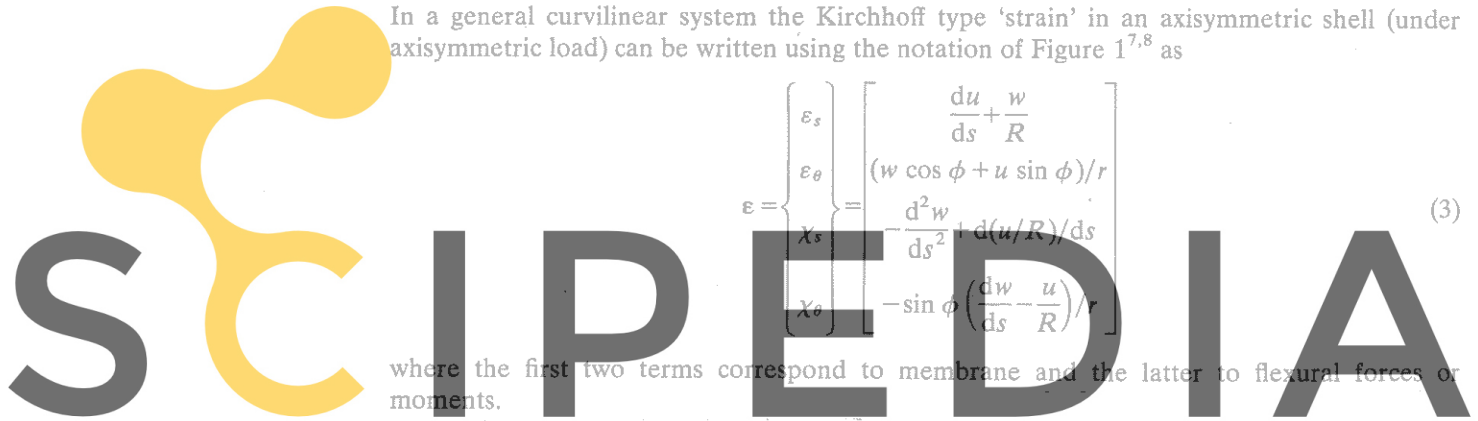 In a general curvilinear system the Kirchhoff type ‘strain’ in an axisymmetric shell (under
axisymmetric load) can be written using the notation of Figure 1⁷,⁸ as
ε = { ε_s ε_θ χ_s χ_θ } = [
du/ds + w/R
(w cos φ + u sin φ)/r
−d²w/ds² + d(u/R)/ds
−sin φ (dw/ds − u/R)/r
] (3)
where the first two terms correspond to membrane and the latter to flexural forces or
moments.
SCIPEDIA